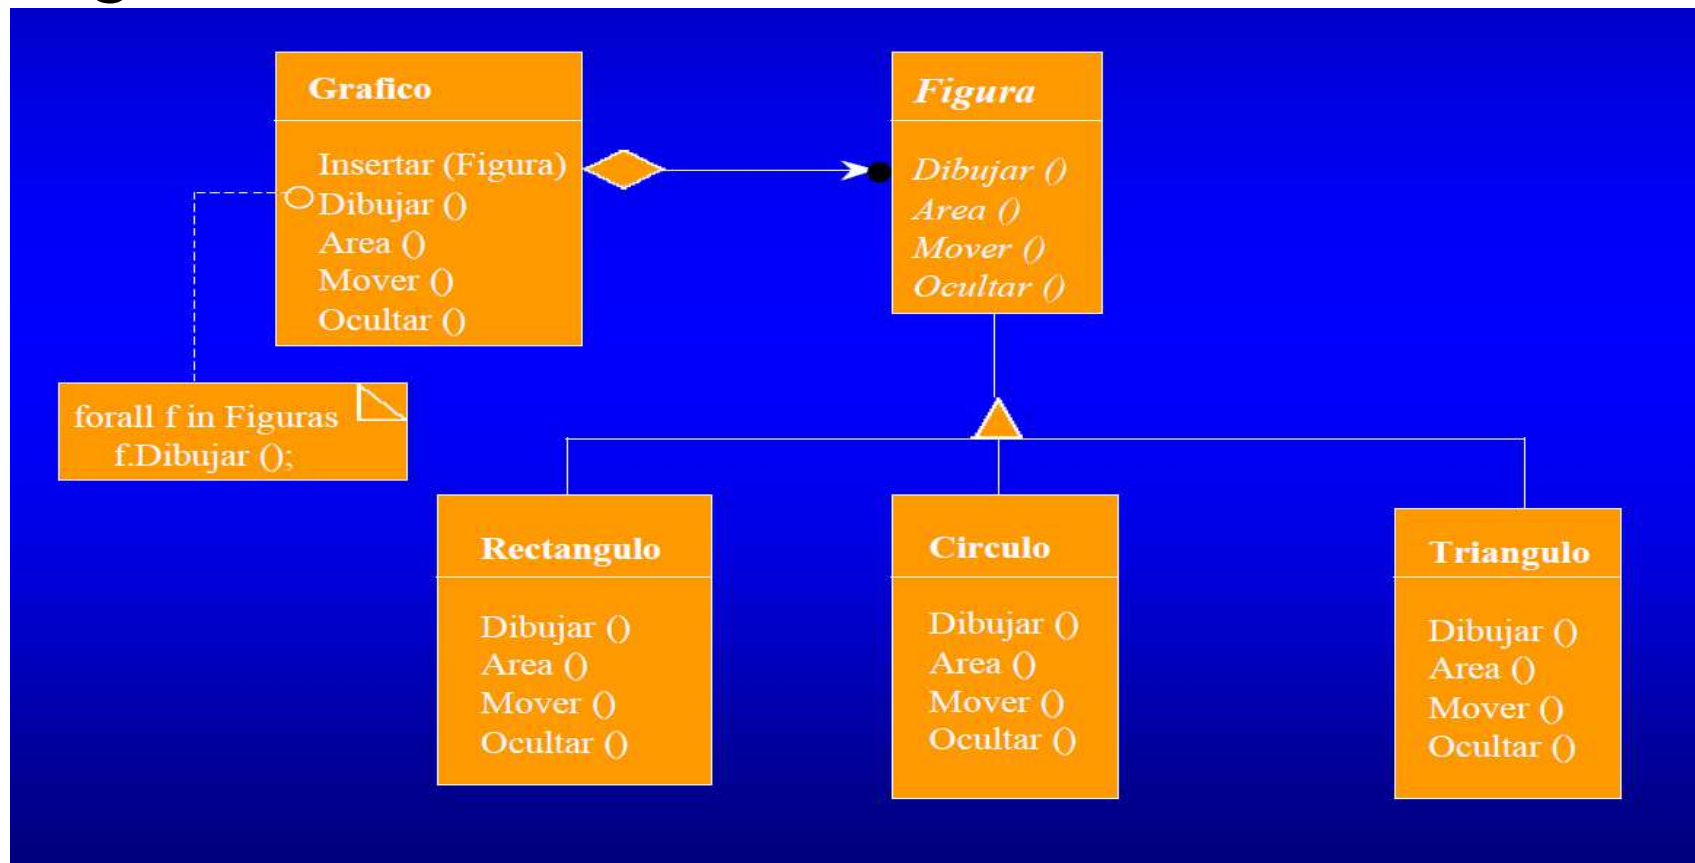 Grafico
Insertar (Figura)
Dibujar ()
Area ()
Mover ()
Ocultar ()
Figura
Dibujar ()
Area ()
Mover ()
Ocultar ()
forall f in Figuras
f.Dibujar ();
Rectangulo
Dibujar ()
Area ()
Mover ()
Ocultar ()
Circulo
Dibujar ()
Area ()
Mover ()
Ocultar ()
Triangulo
Dibujar ()
Area ()
Mover ()
Ocultar ()